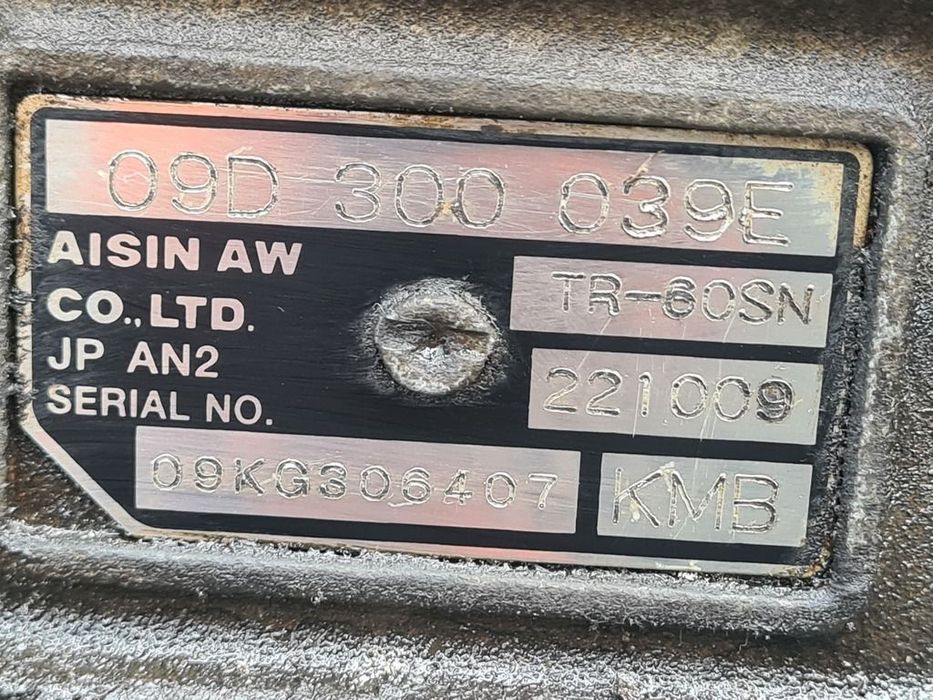 09D 300 039E
AISIN AW
CO.,LTD.
TR-60SN
JP AN2
221009
SERIAL NO.
09KG306407
KMB